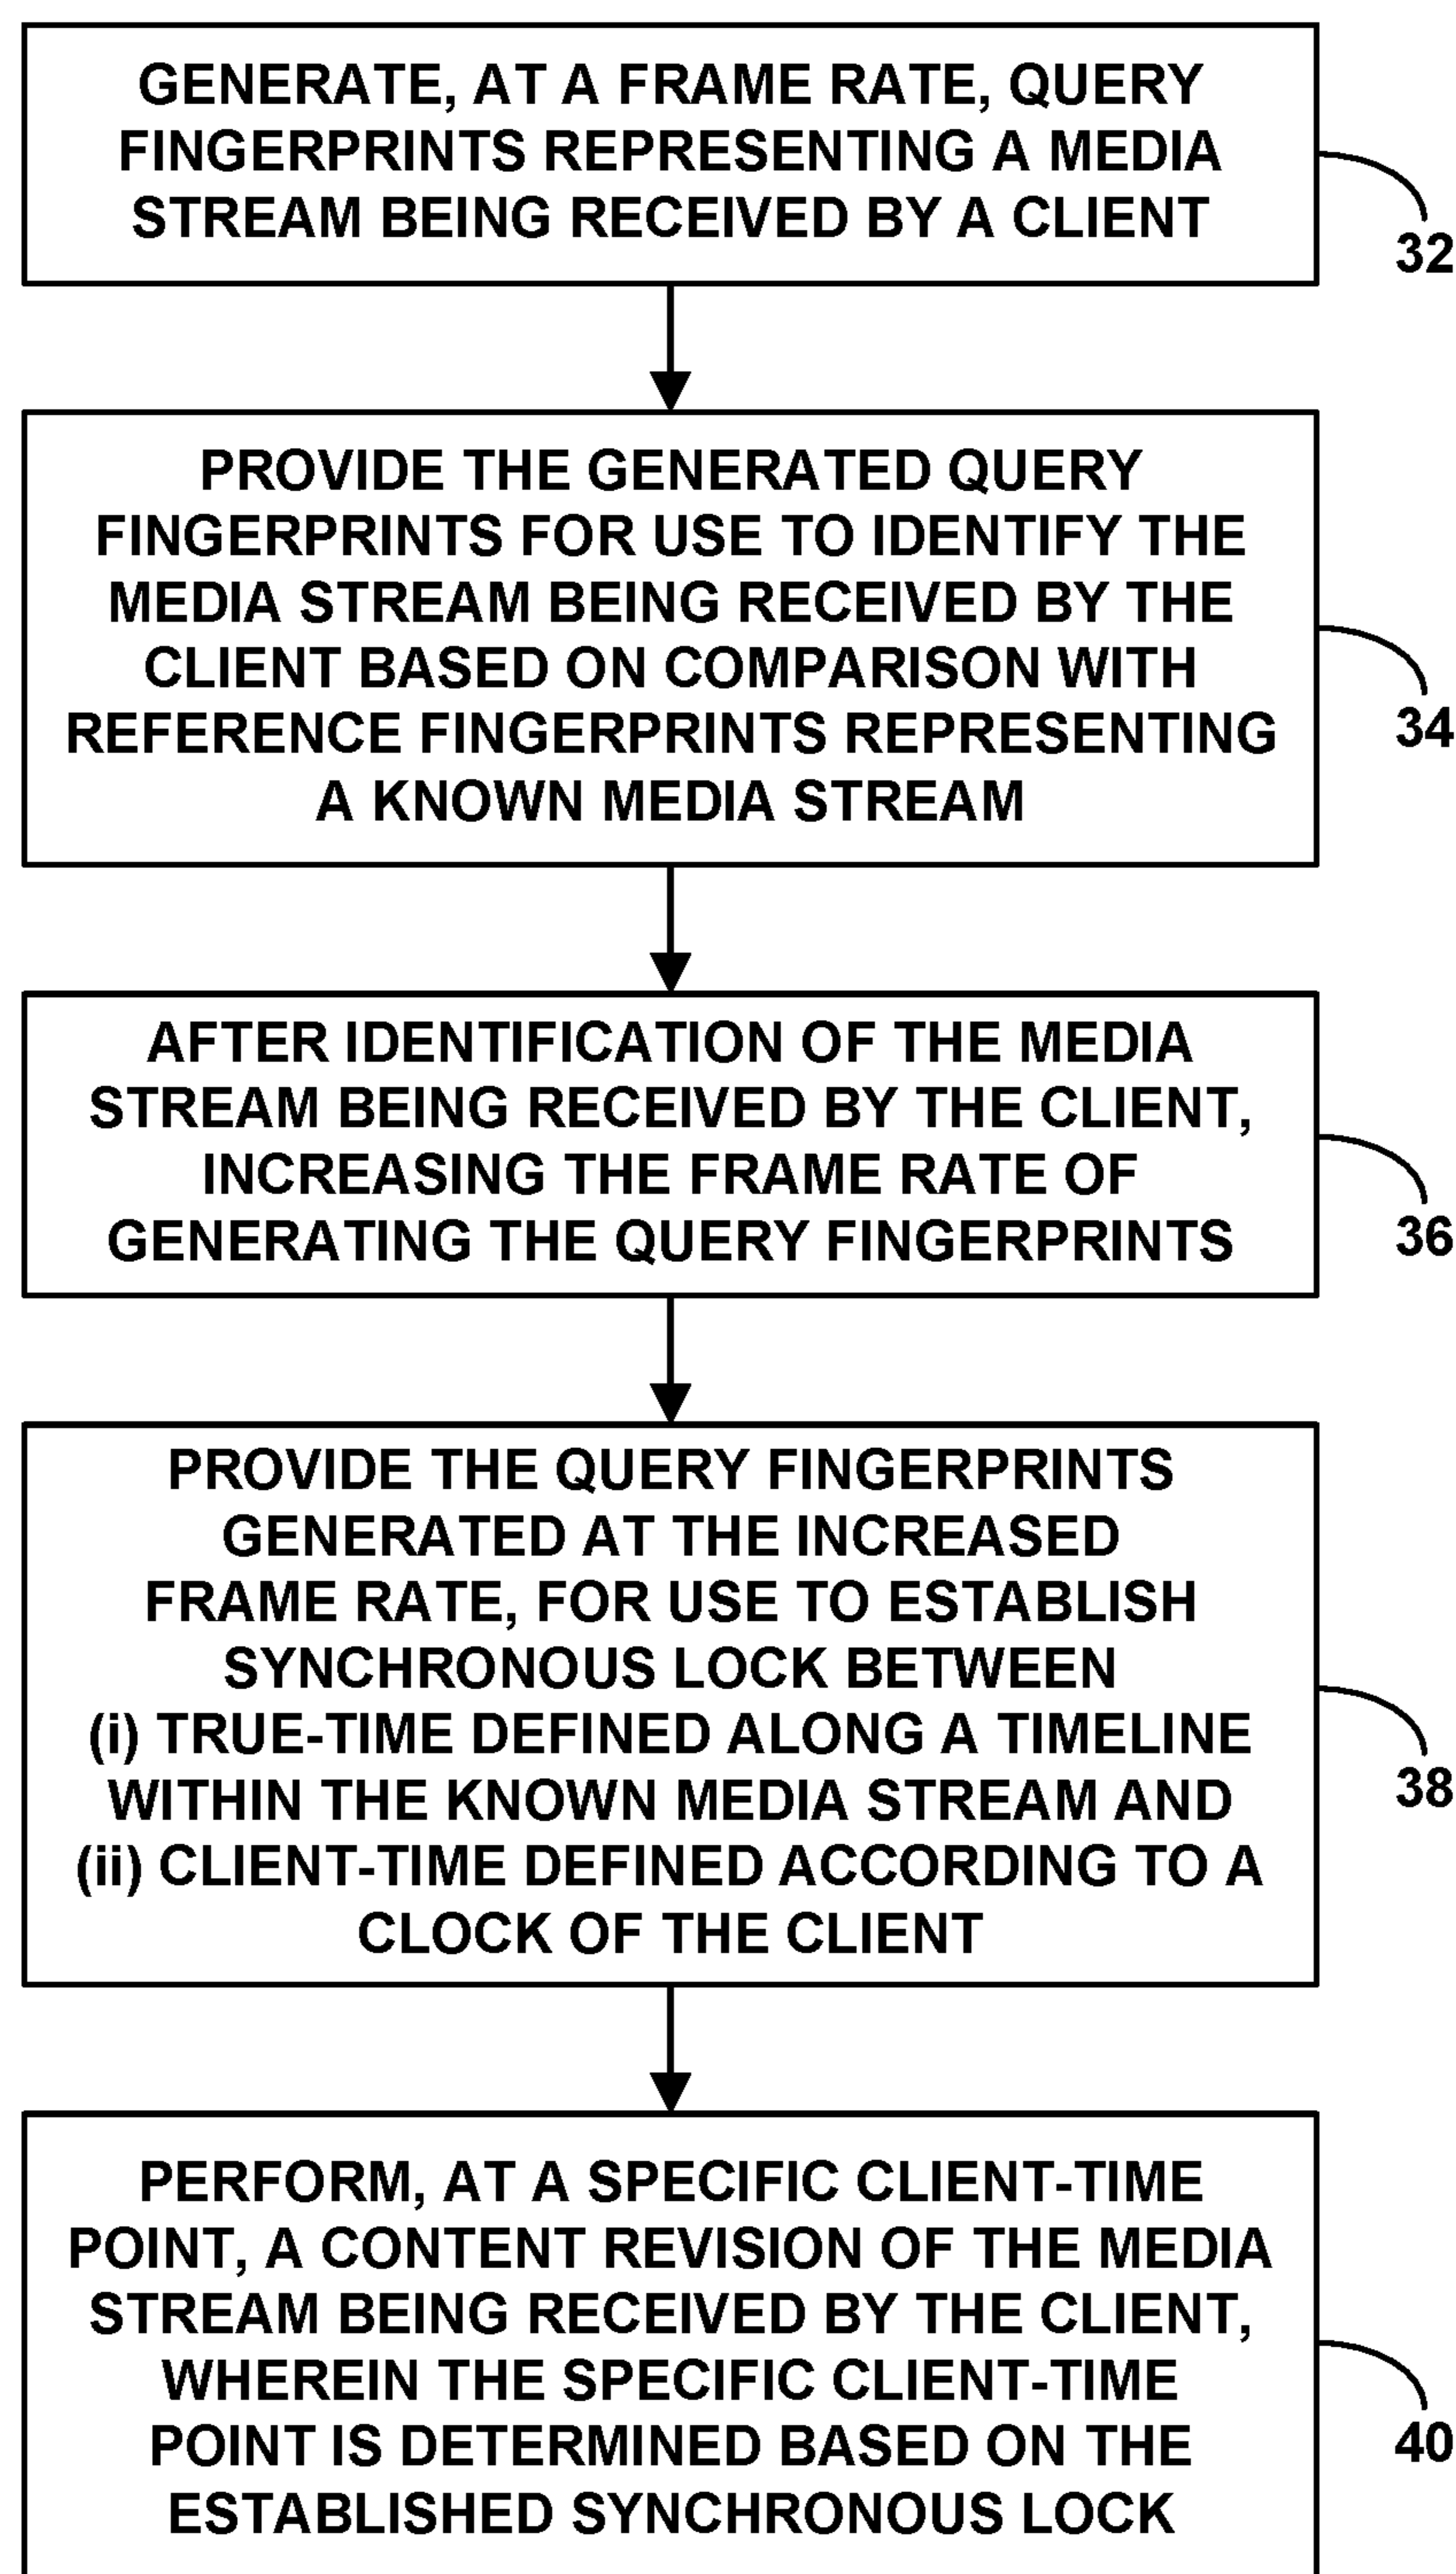 GENERATE, AT A FRAME RATE, QUERY
FINGERPRINTS REPRESENTING A MEDIA
STREAM BEING RECEIVED BY A CLIENT
32
PROVIDE THE GENERATED QUERY
FINGERPRINTS FOR USE TO IDENTIFY THE
MEDIA STREAM BEING RECEIVED BY THE
CLIENT BASED ON COMPARISON WITH
REFERENCE FINGERPRINTS REPRESENTING
A KNOWN MEDIA STREAM
34
AFTER IDENTIFICATION OF THE MEDIA
STREAM BEING RECEIVED BY THE CLIENT,
INCREASING THE FRAME RATE OF
GENERATING THE QUERY FINGERPRINTS
36
PROVIDE THE QUERY FINGERPRINTS
GENERATED AT THE INCREASED
FRAME RATE, FOR USE TO ESTABLISH
SYNCHRONOUS LOCK BETWEEN
(i) TRUE-TIME DEFINED ALONG A TIMELINE
WITHIN THE KNOWN MEDIA STREAM AND
(ii) CLIENT-TIME DEFINED ACCORDING TO A
CLOCK OF THE CLIENT
38
PERFORM, AT A SPECIFIC CLIENT-TIME
POINT, A CONTENT REVISION OF THE MEDIA
STREAM BEING RECEIVED BY THE CLIENT,
WHEREIN THE SPECIFIC CLIENT-TIME
POINT IS DETERMINED BASED ON THE
ESTABLISHED SYNCHRONOUS LOCK
40